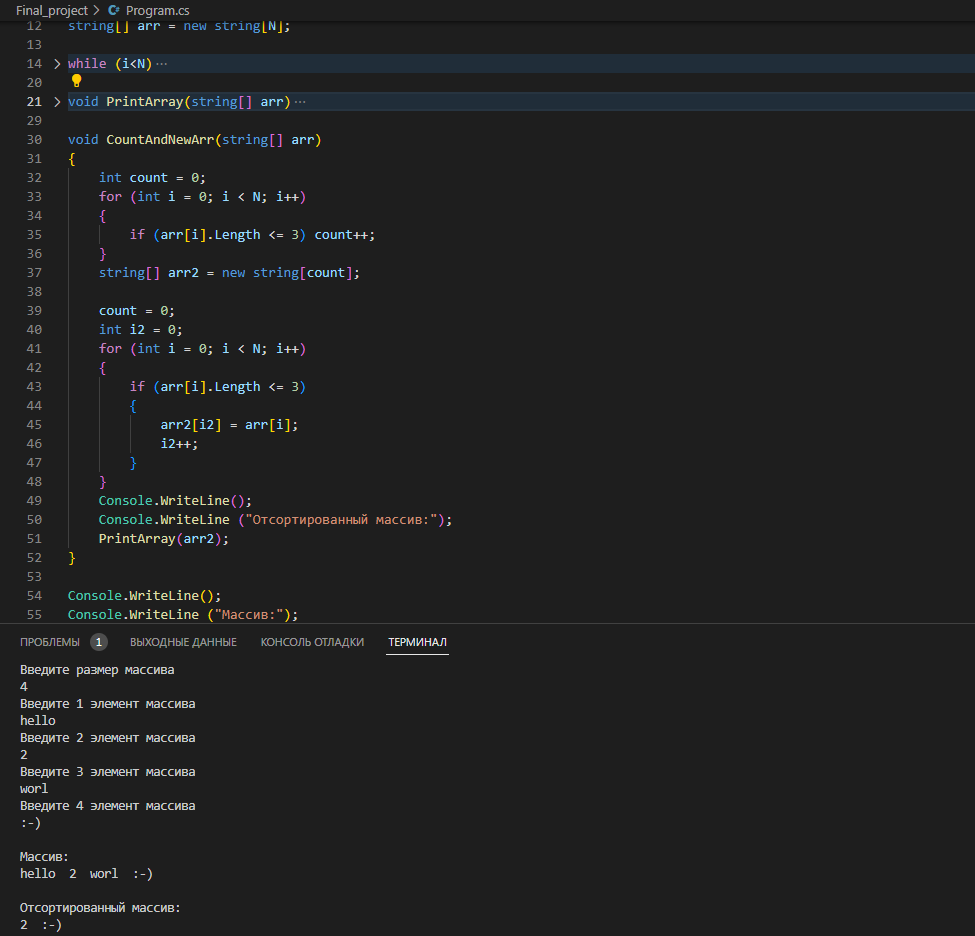 Final_project > C# Program.cs
12 string[] arr = new string[N];
13
14 > while (i<N) ...
20
21 > void PrintArray(string[] arr) ...
29
30 void CountAndNewArr(string[] arr)
31 {
32 int count = 0;
33 for (int i = 0; i < N; i++)
34 {
35 if (arr[i].Length <= 3) count++;
36 }
37 string[] arr2 = new string[count];
38
39 count = 0;
40 int i2 = 0;
41 for (int i = 0; i < N; i++)
42 {
43 if (arr[i].Length <= 3)
44 {
45 arr2[i2] = arr[i];
46 i2++;
47 }
48 }
49 Console.WriteLine();
50 Console.WriteLine ("Отсортированный массив:");
51 PrintArray(arr2);
52 }
53
54 Console.WriteLine();
55 Console.WriteLine ("Массив:");
ПРОБЛЕМЫ 1 ВЫХОДНЫЕ ДАННЫЕ КОНСОЛЬ ОТЛАДКИ ТЕРМИНАЛ
Введите размер массива
4
Введите 1 элемент массива
hello
Введите 2 элемент массива
2
Введите 3 элемент массива
worl
Введите 4 элемент массива
:-)
Массив:
hello 2 worl :-)
Отсортированный массив:
2 :-)